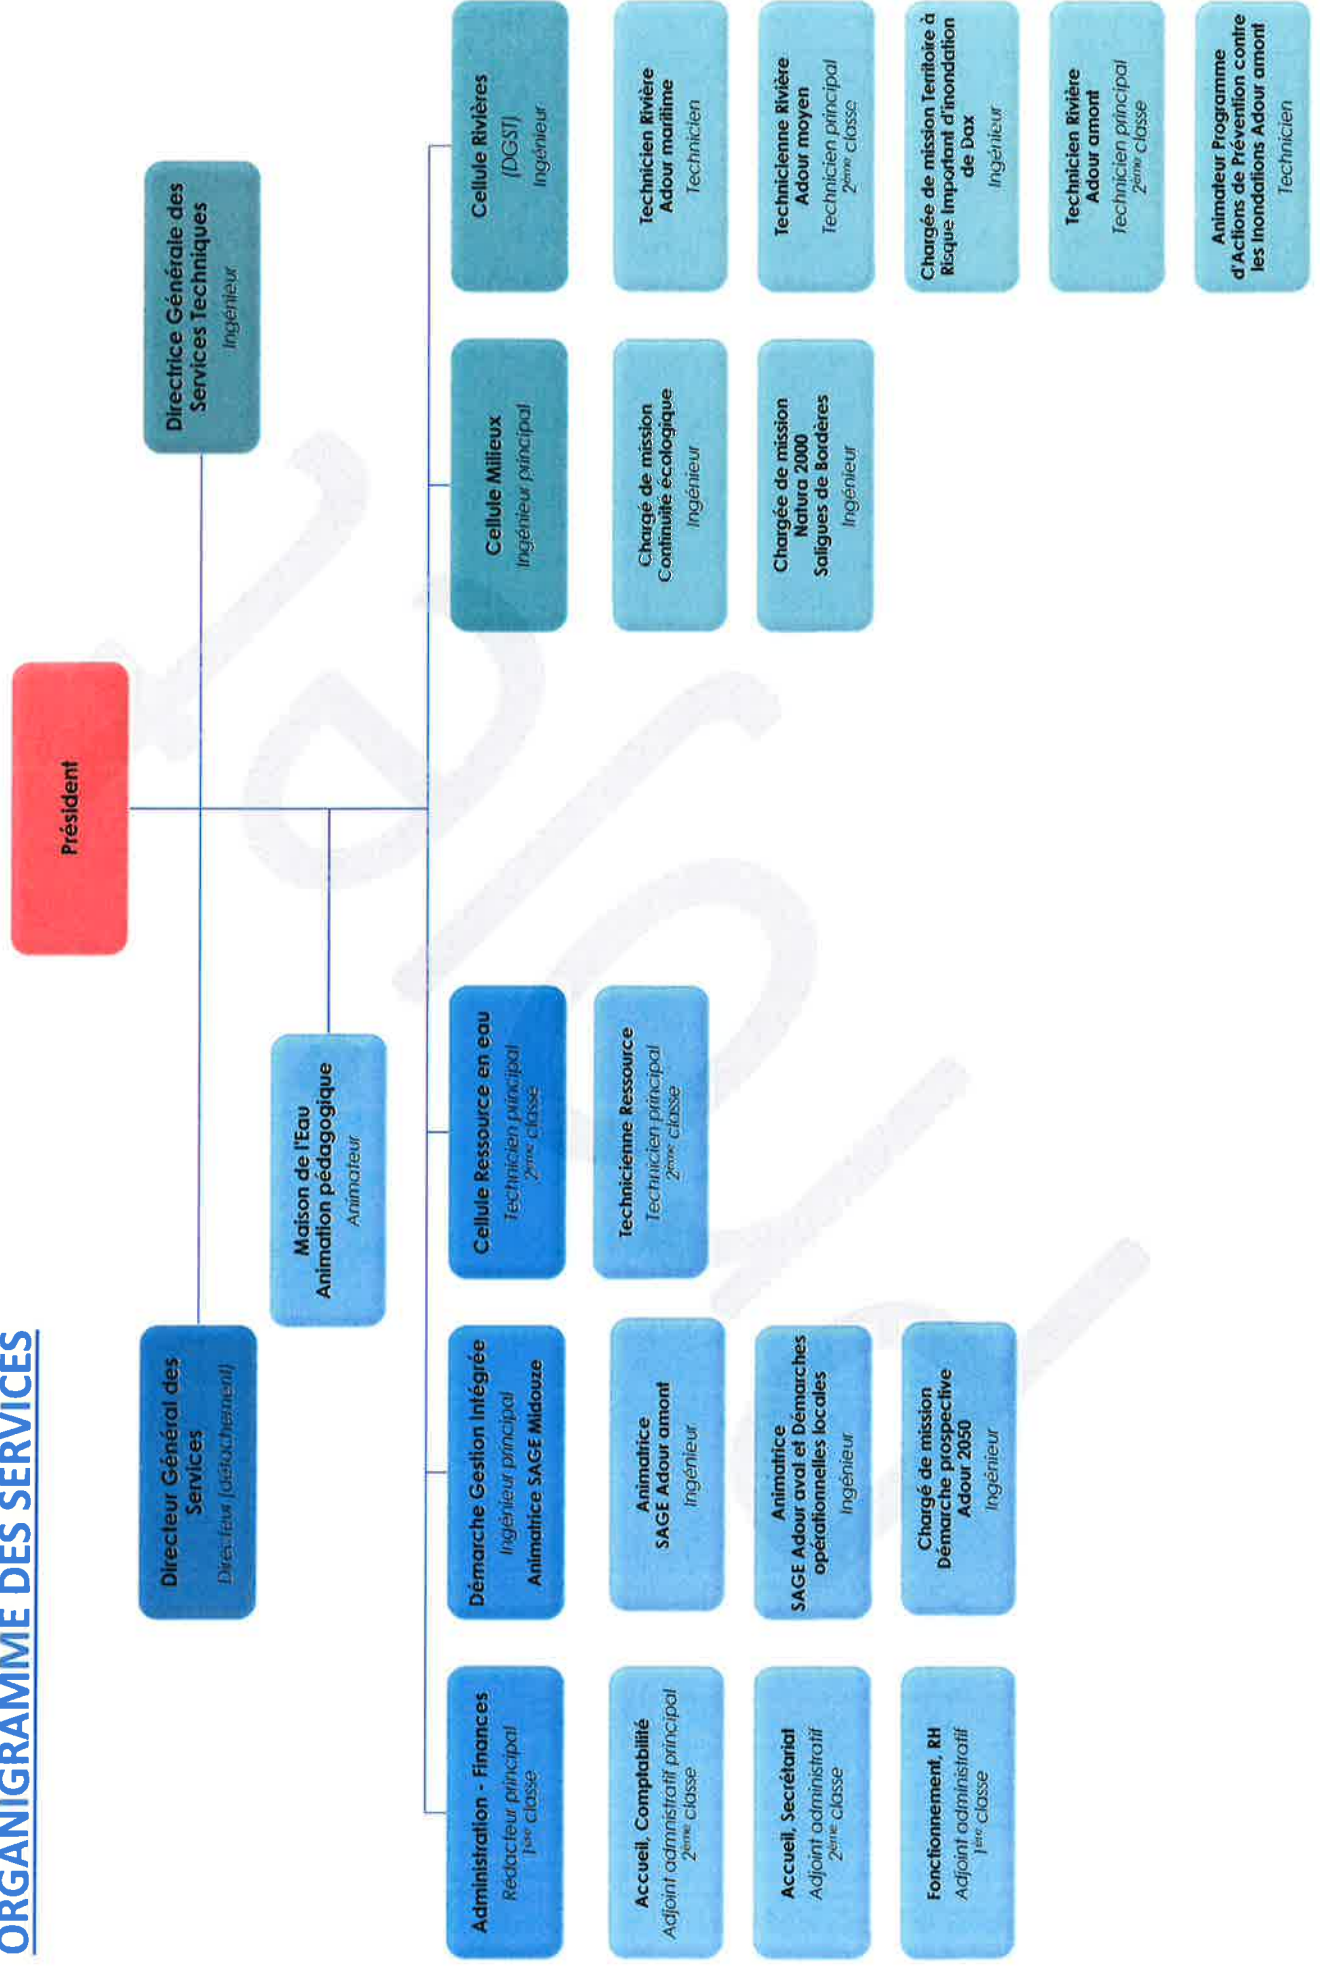 ORGANIGRAMME DES SERVICES
Président
Directeur Général des
Services
Directeur (détachement)
Directrice Générale des
Services Techniques
Ingénieur
Maison de l'Eau
Animation pédagogique
Animateur
Administration - Finances
Rédacteur principal
1ère classe
Accueil, Comptabilité
Adjoint admnistratif principal
2ème classe
Accueil, Secrétariat
Adjoint administratif
2ème classe
Fonctionnement, RH
Adjoint administratif
1ère classe
Démarche Gestion Intégrée
Ingénieur principal
Animatrice SAGE Midouze
Animatrice
SAGE Adour amont
Ingénieur
Animatrice
SAGE Adour aval et Démarches
opérationnelles locales
Ingénieur
Chargé de mission
Démarche prospective
Adour 2050
Ingénieur
Cellule Ressource en eau
Technicien principal
2ème classe
Technicienne Ressource
Technicien principal
2ème classe
Cellule Milieux
Ingénieur principal
Chargé de mission
Continuité écologique
Ingénieur
Chargée de mission
Natura 2000
Saligues de Bordères
Ingénieur
Cellule Rivières
(DGST)
Ingénieur
Technicien Rivière
Adour maritime
Technicien
Technicienne Rivière
Adour moyen
Technicien principal
2ème classe
Chargée de mission Territoire à
Risque Important d'inondation
de Dax
Ingénieur
Technicien Rivière
Adour amont
Technicien principal
2ème classe
Animateur Programme
d'Actions de Prévention contre
les Inondations Adour amont
Technicien